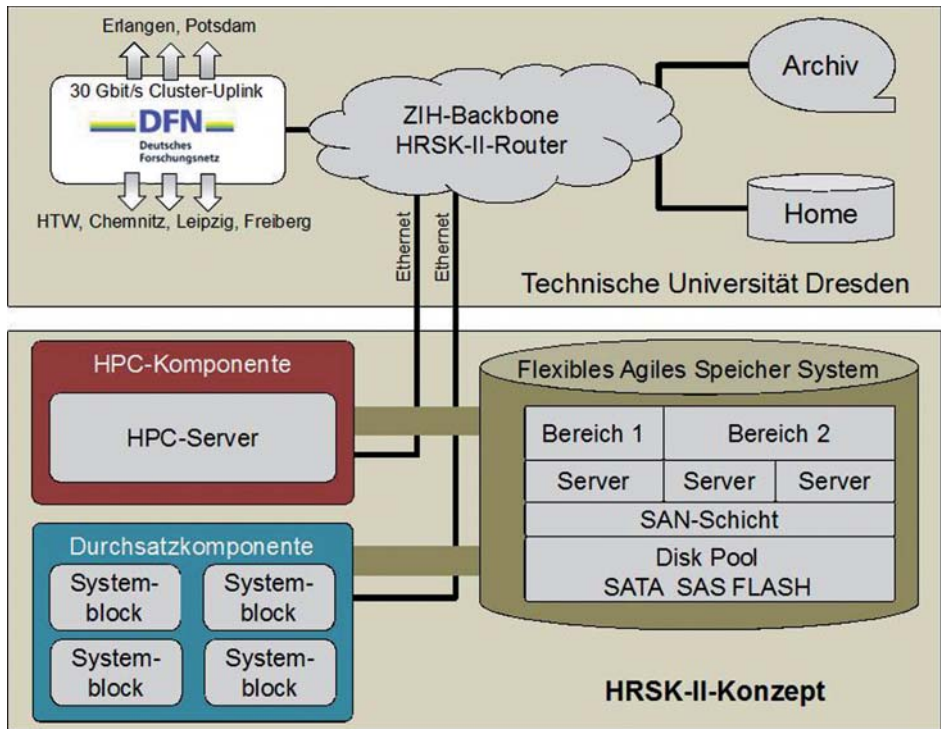 Erlangen, Potsdam
30 Gbit/s Cluster-Uplink
DFN
Deutsches
Forschungsnetz
HTW, Chemnitz, Leipzig, Freiberg
ZIH-Backbone
HRSK-II-Router
Archiv
Home
Ethernet
Ethernet
Technische Universität Dresden
HPC-Komponente
HPC-Server
Durchsatzkomponente
System-
block
System-
block
System-
block
System-
block
Flexibles Agiles Speicher System
Bereich 1
Bereich 2
Server
Server
Server
SAN-Schicht
Disk Pool
SATA SAS FLASH
HRSK-II-Konzept